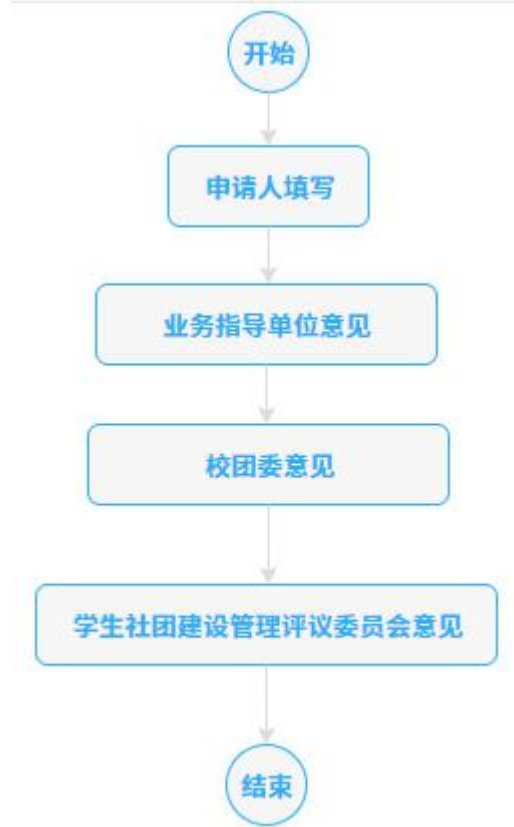 开始
申请人填写
业务指导单位意见
校团委意见
学生社团建设管理评议委员会意见
结束